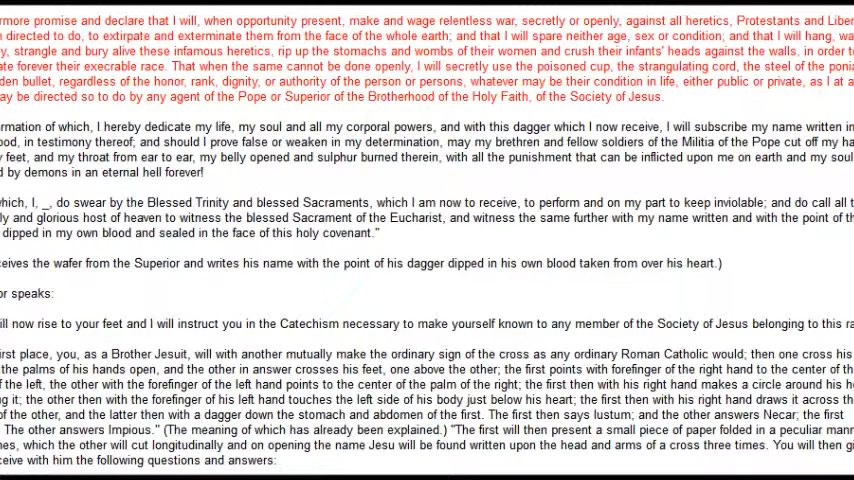 rmore promise and declare that I will, when opportunity present, make and wage relentless war, secretly or openly, against all heretics, Protestants and Liber
directed to do, to extirpate and exterminate them from the face of the whole earth; and that I will spare neither age, sex or condition; and that I will hang, wa
y, strangle and bury alive these infamous heretics, rip up the stomachs and wombs of their women and crush their infants' heads against the walls, in order to
ate forever their execrable race. That when the same cannot be done openly, I will secretly use the poisoned cup, the strangulating cord, the steel of the ponia
den bullet, regardless of the honor, rank, dignity, or authority of the person or persons, whatever may be their condition in life, either public or private, as I at a
ay be directed so to do by any agent of the Pope or Superior of the Brotherhood of the Holy Faith, of the Society of Jesus.
rmation of which, I hereby dedicate my life, my soul and all my corporal powers, and with this dagger which I now receive, I will subscribe my name written in
ood, in testimony thereof; and should I prove false or weaken in my determination, may my brethren and fellow soldiers of the Militia of the Pope cut off my ha
y feet, and my throat from ear to ear, my belly opened and sulphur burned therein, with all the punishment that can be inflicted upon me on earth and my soul
d by demons in an eternal hell forever!
which, I, _, do swear by the Blessed Trinity and blessed Sacraments, which I am now to receive, to perform and on my part to keep inviolable; and do call all t
ly and glorious host of heaven to witness the blessed Sacrament of the Eucharist, and witness the same further with my name written and with the point of th
dipped in my own blood and sealed in the face of this holy covenant."
ceives the wafer from the Superior and writes his name with the point of his dagger dipped in his own blood taken from over his heart.)
or speaks:
ill now rise to your feet and I will instruct you in the Catechism necessary to make yourself known to any member of the Society of Jesus belonging to this ra
irst place, you, as a Brother Jesuit, will with another mutually make the ordinary sign of the cross as any ordinary Roman Catholic would; then one cross his
the palms of his hands open, and the other in answer crosses his feet, one above the other; the first points with forefinger of the right hand to the center of th
f the left, the other with the forefinger of the left hand points to the center of the palm of the right; the first then with his right hand makes a circle around his he
ng it; the other then with the forefinger of his left hand touches the left side of his body just below his heart; the first then with his right hand draws it across th
of the other, and the latter then with a dagger down the stomach and abdomen of the first. The first then says Iustum; and the other answers Necar; the first
The other answers Impious." (The meaning of which has already been explained.) "The first will then present a small piece of paper folded in a peculiar mann
nes, which the other will cut longitudinally and on opening the name Jesu will be found written upon the head and arms of a cross three times. You will then gi
ceive with him the following questions and answers: